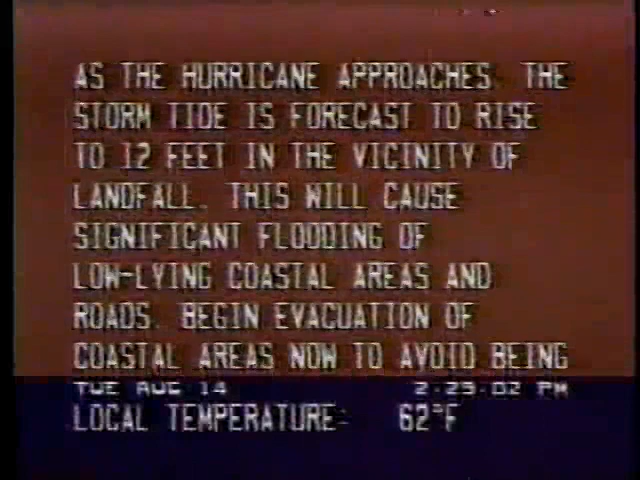 AS THE HURRICANE APPROACHES THE
STORM TIDE IS FORECAST TO RISE
TO 12 FEET IN THE VICINITY OF
LANDFALL. THIS WILL CAUSE
SIGNIFICANT FLOODING OF
LOW-LYING COASTAL AREAS AND
ROADS. BEGIN EVACUATION OF
COASTAL AREAS NOW TO AVOID BEING
TUE AUG 14 2:29:02 PM
LOCAL TEMPERATURE: 62°F